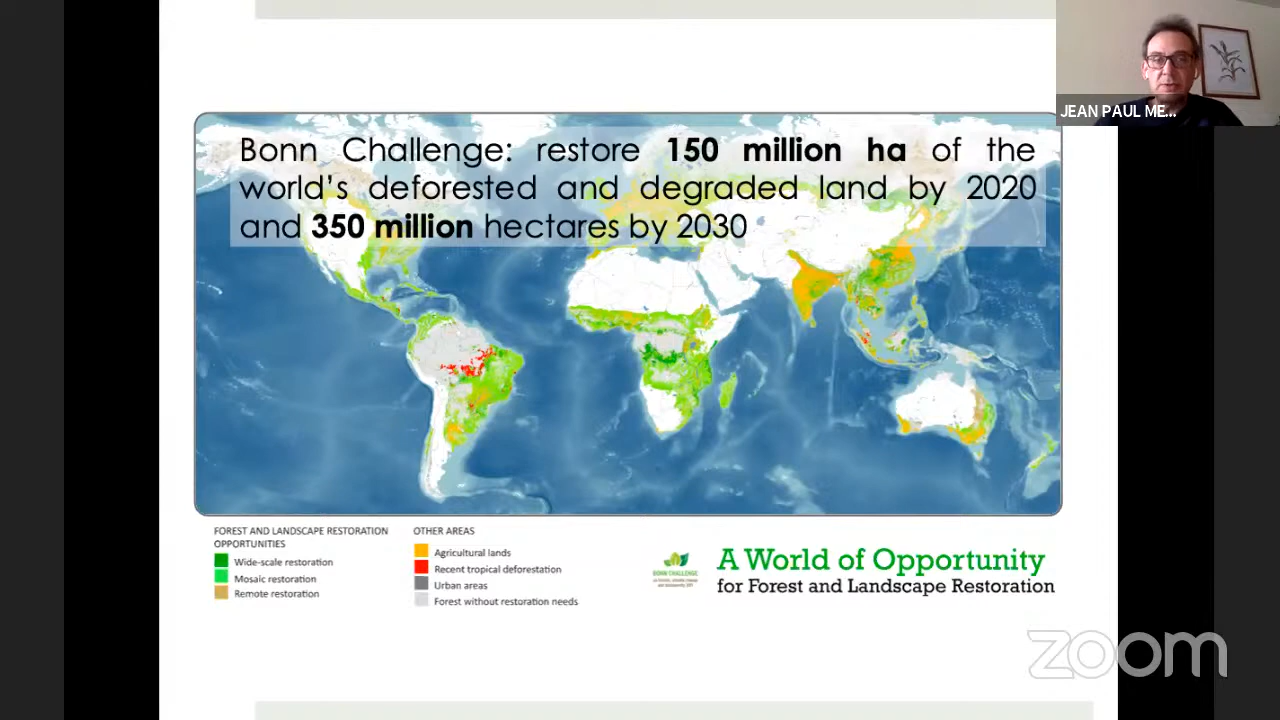 JEAN PAUL ME...
Bonn Challenge: restore 150 million ha of the
world's deforested and degraded land by 2020
and 350 million hectares by 2030
FOREST AND LANDSCAPE RESTORATION
OPPORTUNITIES
Wide-scale restoration
Mosaic restoration
Remote restoration
OTHER AREAS
Agricultural lands
Recent tropical deforestation
Urban areas
Forest without restoration needs
BONN CHALLENGE
A World of Opportunity
for Forest and Landscape Restoration
zoom